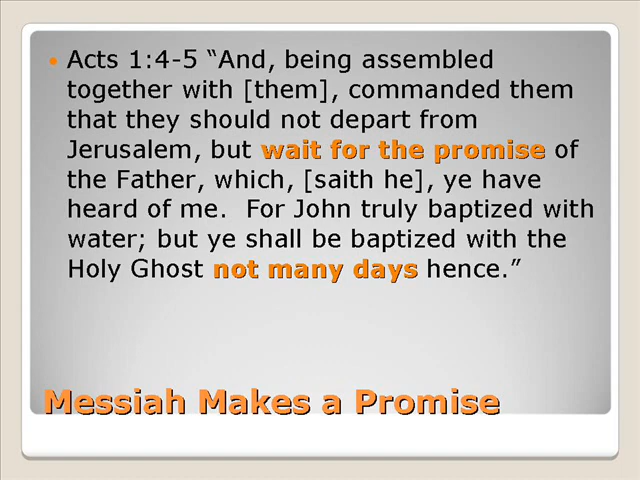 • Acts 1:4-5 “And, being assembled
together with [them], commanded them
that they should not depart from
Jerusalem, but wait for the promise of
the Father, which, [saith he], ye have
heard of me.  For John truly baptized with
water; but ye shall be baptized with the
Holy Ghost not many days hence.”
Messiah Makes a Promise